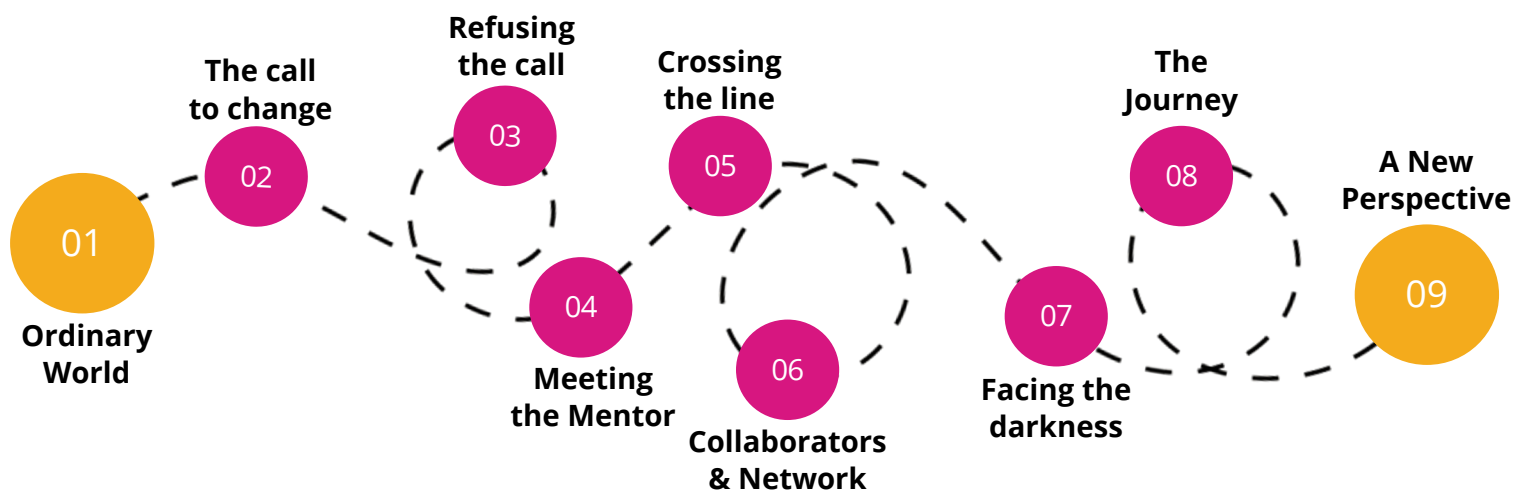 01
Ordinary
World
The call
to change
02
Refusing
the call
03
04
Meeting
the Mentor
Crossing
the line
05
06
Collaborators
& Network
07
Facing the
darkness
The
Journey
08
A New
Perspective
09